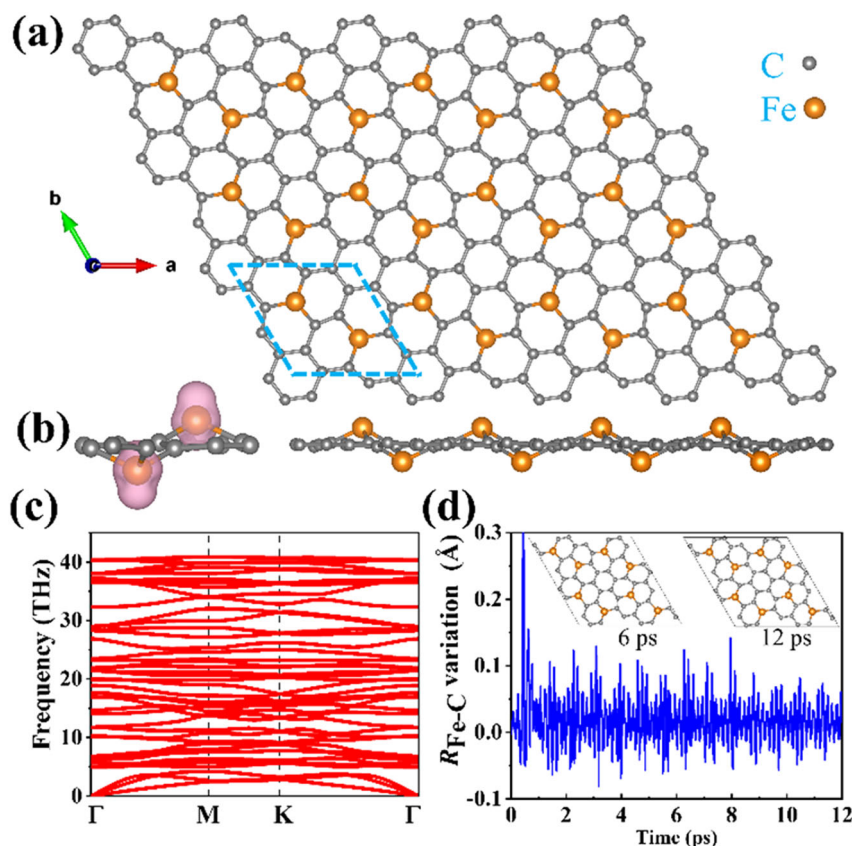 (a)
C
Fe
b
a
(b)
(c)
Frequency (THz)
40
30
20
10
0
Γ
M
K
Γ
(d)
R Fe-C variation (Å)
0.3
0.2
0.1
0.0
-0.1
6 ps
12 ps
0
2
4
6
8
10
12
Time (ps)